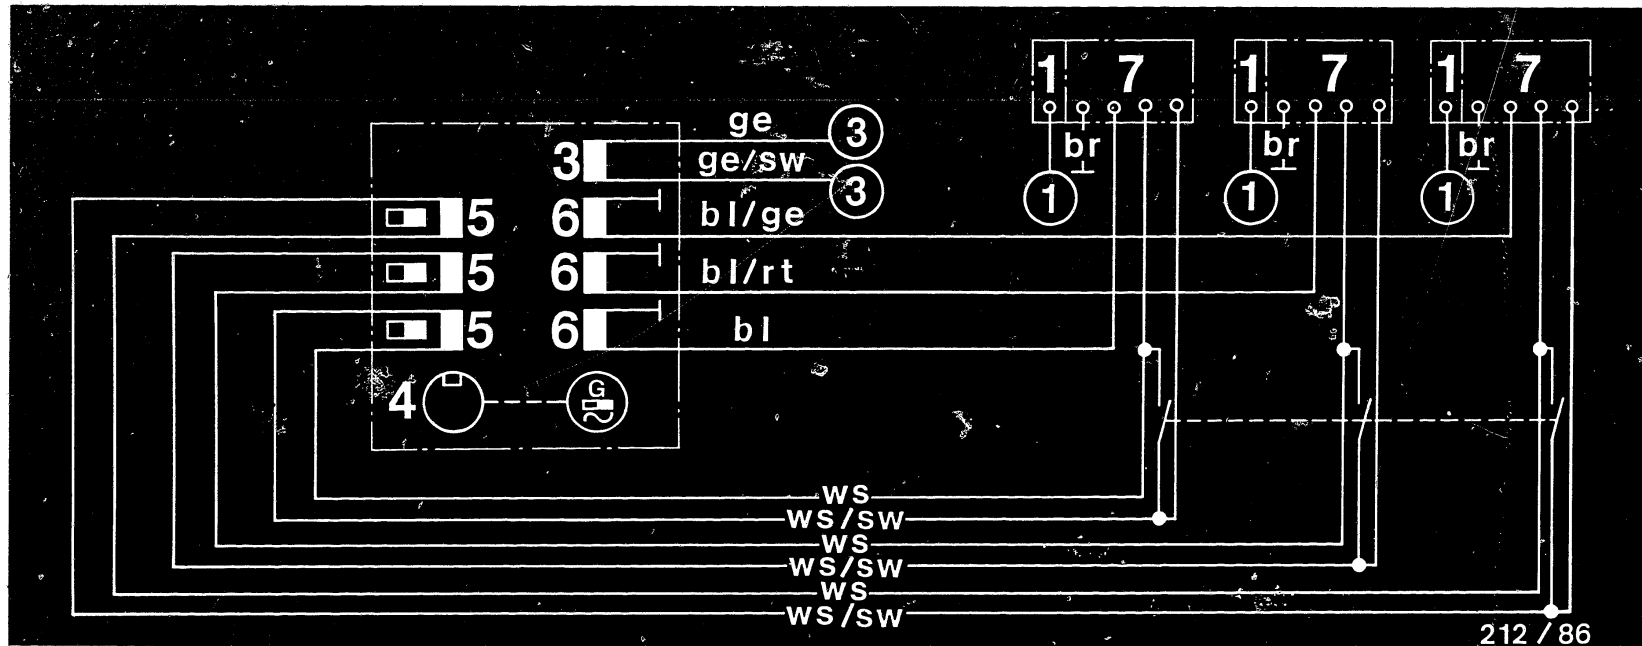 1 7 1 7 1 7
ge 3
3 ge/sw br br br
3
1 1 1
5 6 bl/ge
5 6 bl/rt
5 6 bl
4 G
ws
ws/sw
ws
ws/sw
ws
ws/sw
212 / 86